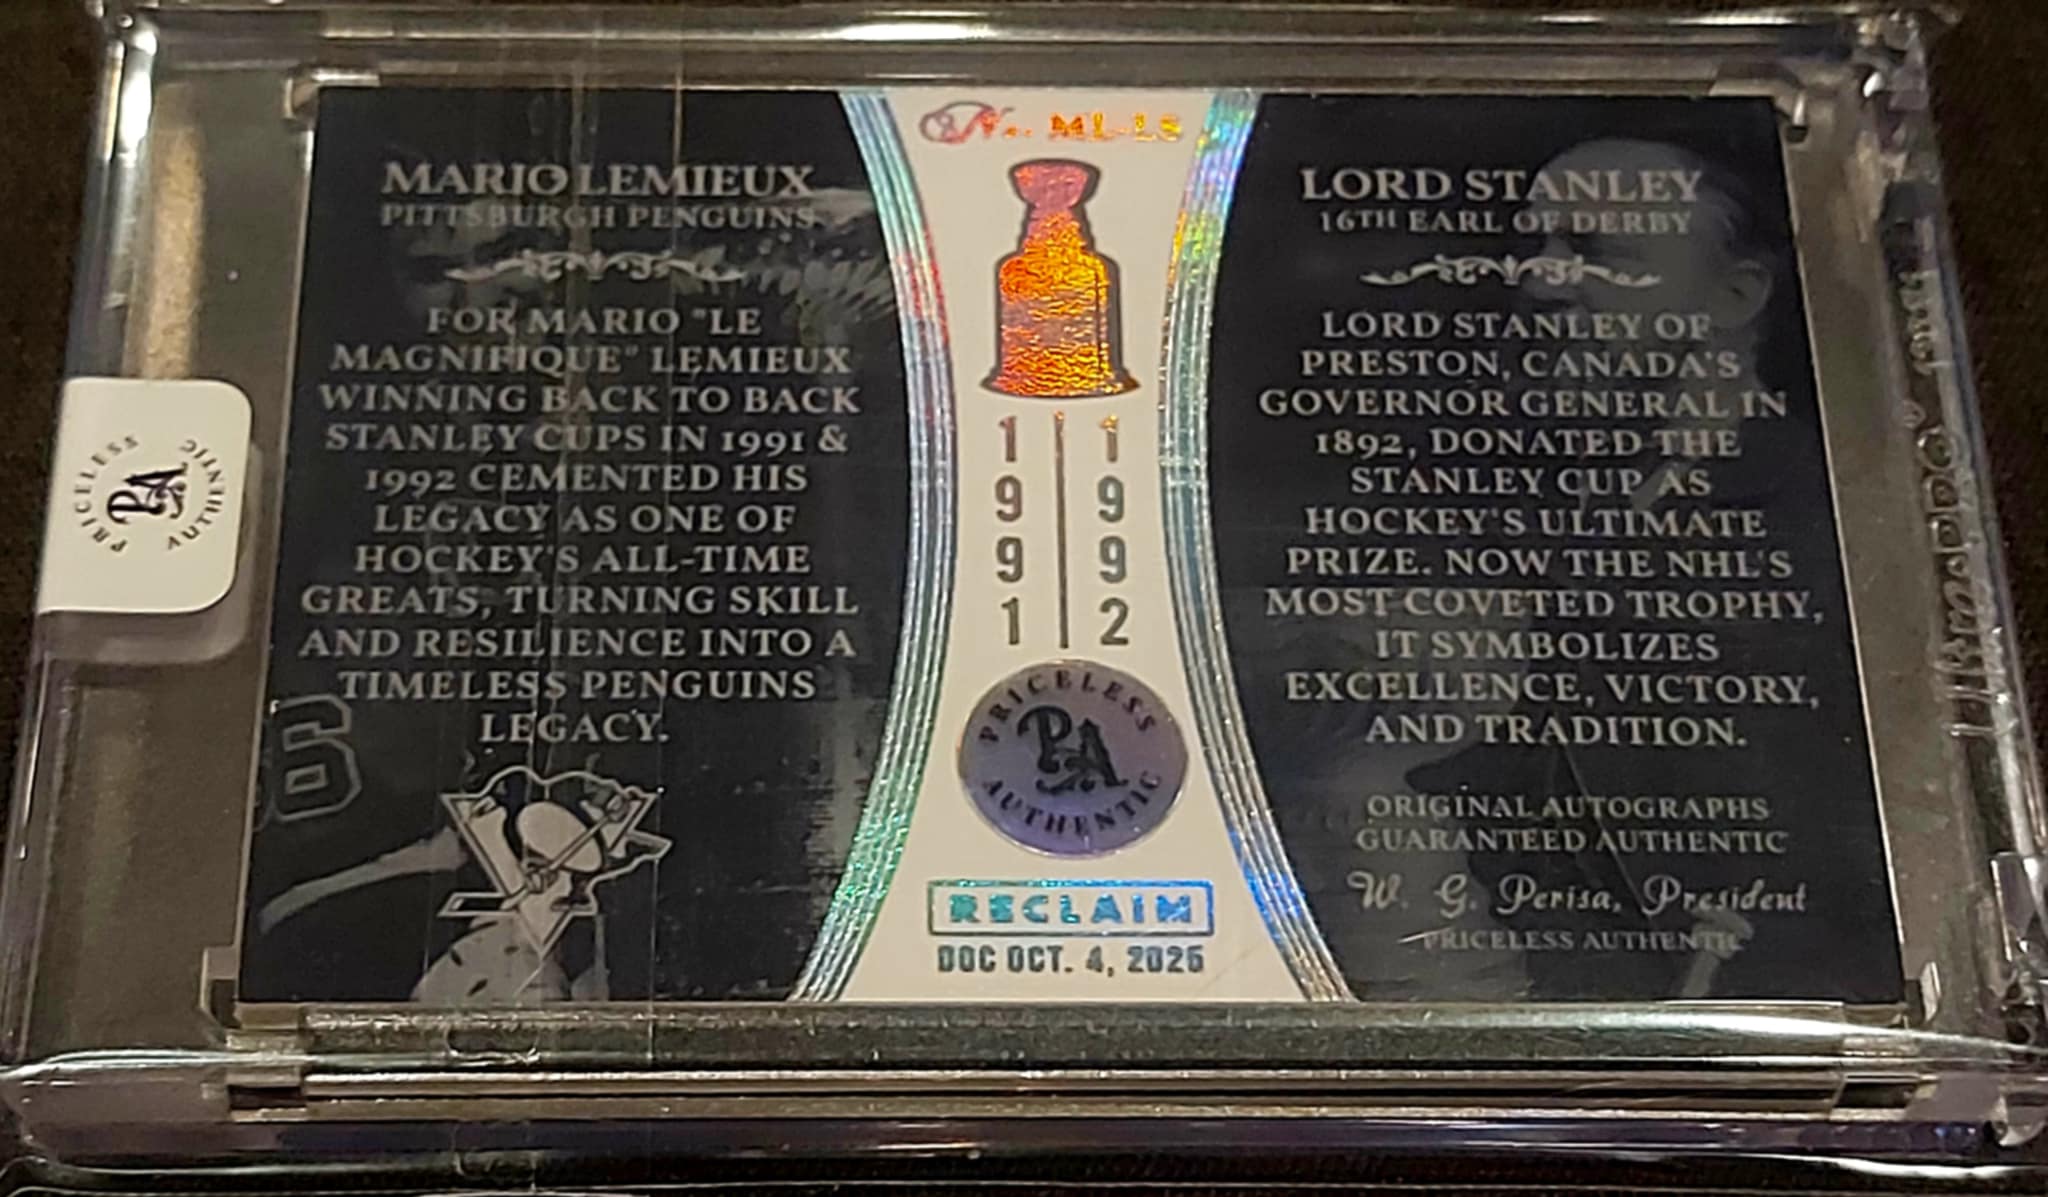 PRICELESS
PA
AUTHENTIC
MARIO LEMIEUX
PITTSBURGH PENGUINS
FOR MARIO "LE
MAGNIFIQUE" LEMIEUX
WINNING BACK TO BACK
STANLEY CUPS IN 1991 &
1992 CEMENTED HIS
LEGACY AS ONE OF
HOCKEY'S ALL-TIME
GREATS, TURNING SKILL
AND RESILIENCE INTO A
TIMELESS PENGUINS
LEGACY.
No. ML-LS
1991 | 1992
PRICELESS
PA
AUTHENTIC
RECLAIM
DOC OCT. 4, 2025
LORD STANLEY
16TH EARL OF DERBY
LORD STANLEY OF
PRESTON, CANADA'S
GOVERNOR GENERAL IN
1892, DONATED THE
STANLEY CUP AS
HOCKEY'S ULTIMATE
PRIZE. NOW THE NHL'S
MOST COVETED TROPHY,
IT SYMBOLIZES
EXCELLENCE, VICTORY,
AND TRADITION.
ORIGINAL AUTOGRAPHS
GUARANTEED AUTHENTIC
W. G. Perisa, President
PRICELESS AUTHENTIC